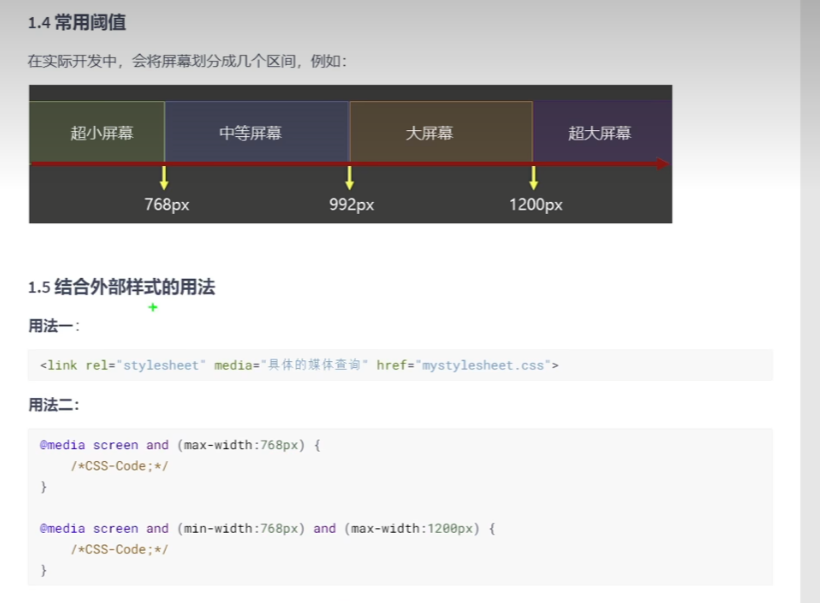 1.4 常用阈值
在实际开发中，会将屏幕划分成几个区间，例如：
超小屏幕 中等屏幕 大屏幕 超大屏幕
768px 992px 1200px
1.5 结合外部样式的用法
用法一：
<link rel="stylesheet" media="具体的媒体查询" href="mystylesheet.css">
用法二：
@media screen and (max-width:768px) {
/*CSS-Code;*/
}
@media screen and (min-width:768px) and (max-width:1200px) {
/*CSS-Code;*/
}